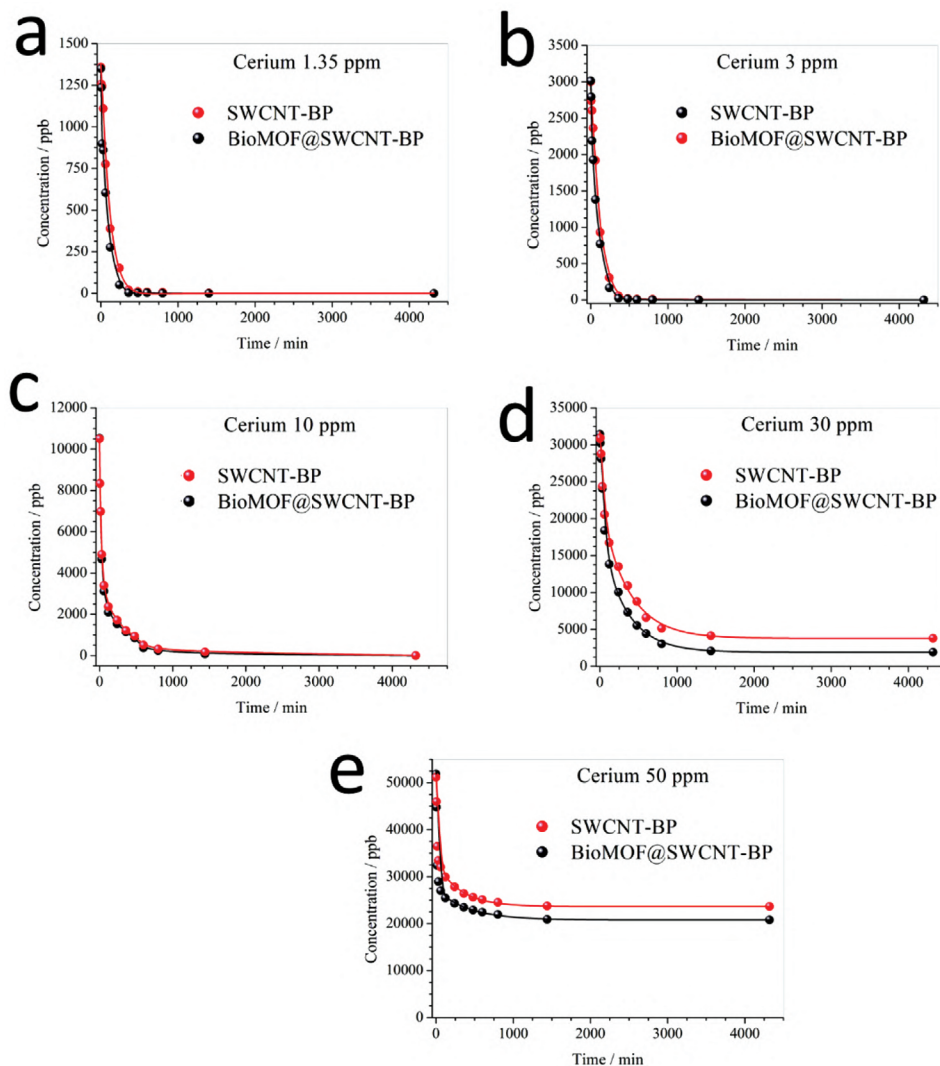 a
1500
1250
1000
750
500
250
0
Concentration / ppb
Cerium 1.35 ppm
SWCNT-BP
BioMOF@SWCNT-BP
0 1000 2000 3000 4000
Time / min
b
3500
3000
2500
2000
1500
1000
500
0
Concentration / ppb
Cerium 3 ppm
SWCNT-BP
BioMOF@SWCNT-BP
0 1000 2000 3000 4000
Time / min
c
12000
10000
8000
6000
4000
2000
0
Concentration / ppb
Cerium 10 ppm
SWCNT-BP
BioMOF@SWCNT-BP
0 1000 2000 3000 4000
Time / min
d
35000
30000
25000
20000
15000
10000
5000
0
Concentration / ppb
Cerium 30 ppm
SWCNT-BP
BioMOF@SWCNT-BP
0 1000 2000 3000 4000
Time / min
e
50000
40000
30000
20000
10000
0
Concentration / ppb
Cerium 50 ppm
SWCNT-BP
BioMOF@SWCNT-BP
0 1000 2000 3000 4000
Time / min